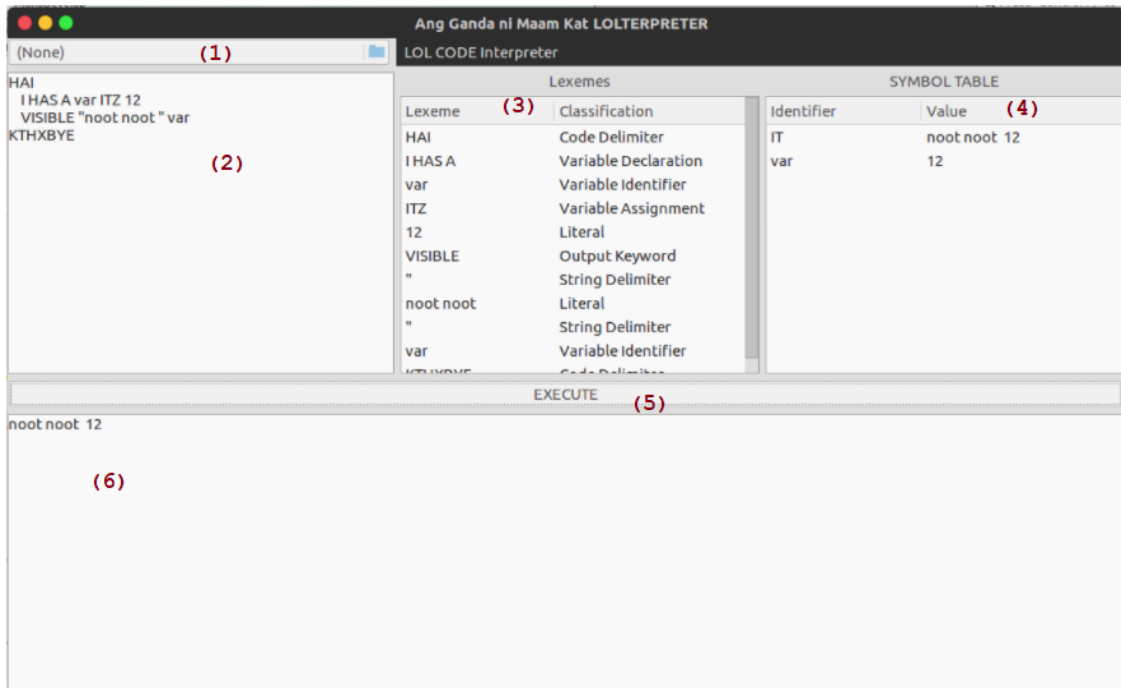 Ang Ganda ni Maam Kat LOLTERPRETER
(None) (1)
LOL CODE Interpreter
HAI
I HAS A var ITZ 12
VISIBLE "noot noot " var
KTHXBYE
(2)
Lexemes
Lexeme (3) Classification
HAI Code Delimiter
I HAS A Variable Declaration
var Variable Identifier
ITZ Variable Assignment
12 Literal
VISIBLE Output Keyword
" String Delimiter
noot noot Literal
" String Delimiter
var Variable Identifier
KTHXBYE Code Delimiter
SYMBOL TABLE
Identifier Value (4)
IT noot noot 12
var 12
EXECUTE (5)
noot noot 12
(6)